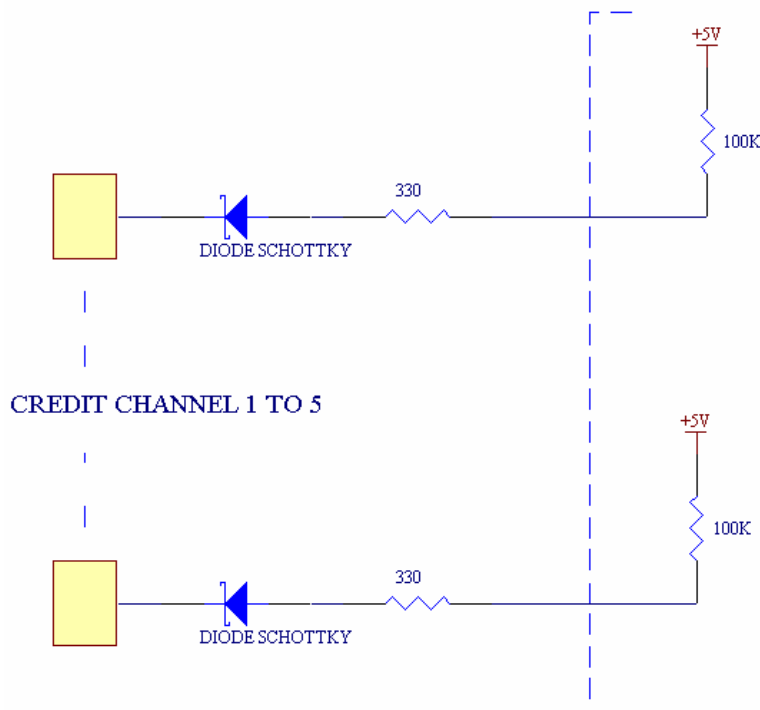 +5V
100K
330
DIODE SCHOTTKY
CREDIT CHANNEL 1 TO 5
+5V
100K
330
DIODE SCHOTTKY